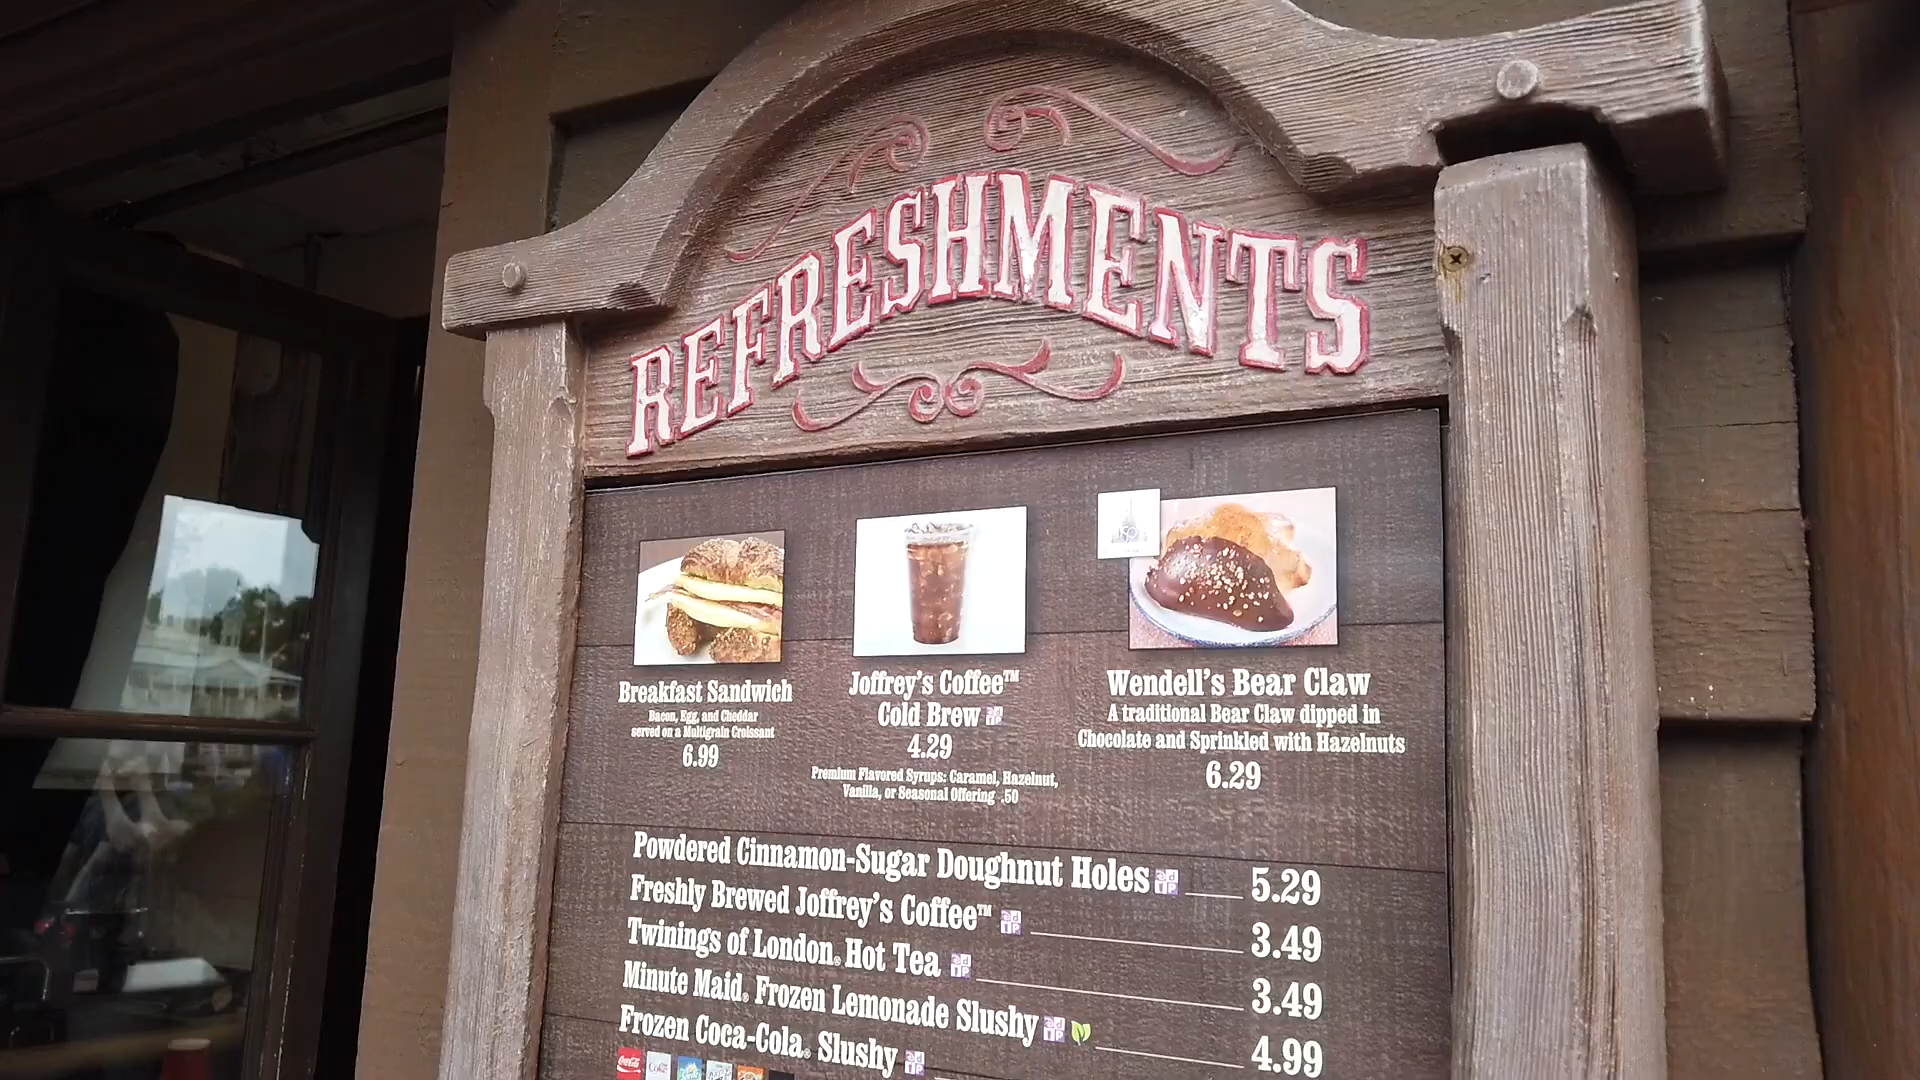 REFRESHMENTS
Breakfast Sandwich
Bacon, Egg, and Cheddar
served on a Multigrain Croissant
6.99
Joffrey's Coffee™
Cold Brew
4.29
Premium Flavored Syrups: Caramel, Hazelnut,
Vanilla, or Seasonal Offering .50
Wendell's Bear Claw
A traditional Bear Claw dipped in
Chocolate and Sprinkled with Hazelnuts
6.29
Powdered Cinnamon-Sugar Doughnut Holes 5.29
Freshly Brewed Joffrey's Coffee™ 3.49
Twinings of London® Hot Tea 3.49
Minute Maid® Frozen Lemonade Slushy 4.99
Frozen Coca-Cola® Slushy